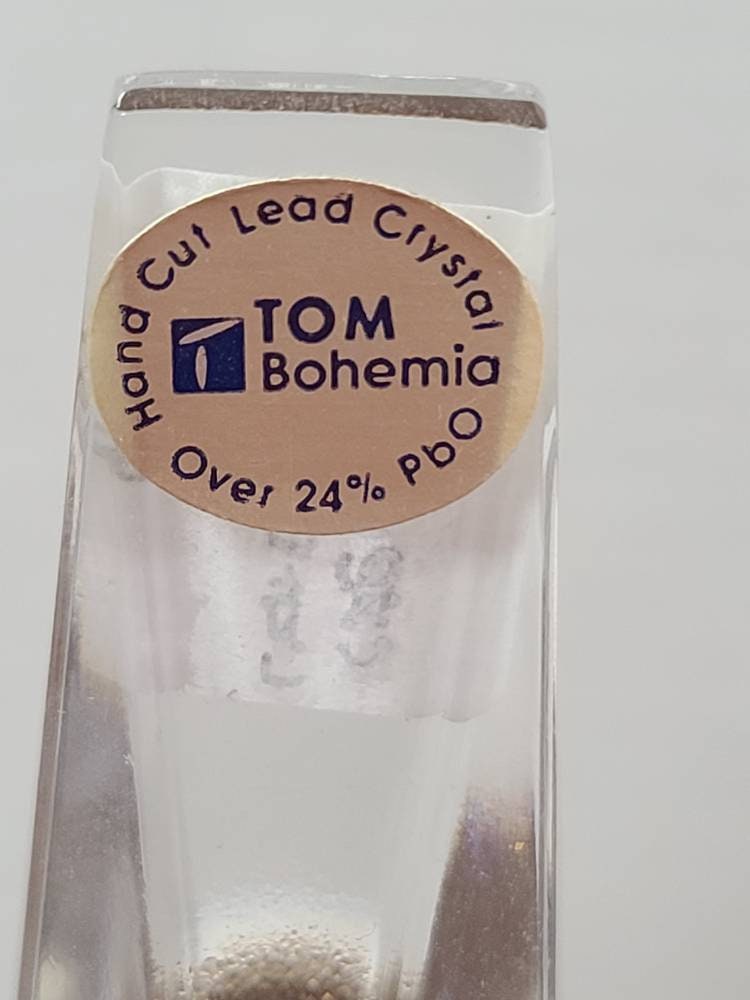 Hand Cut Lead Crystal
TOM
Bohemia
Over 24% PbO